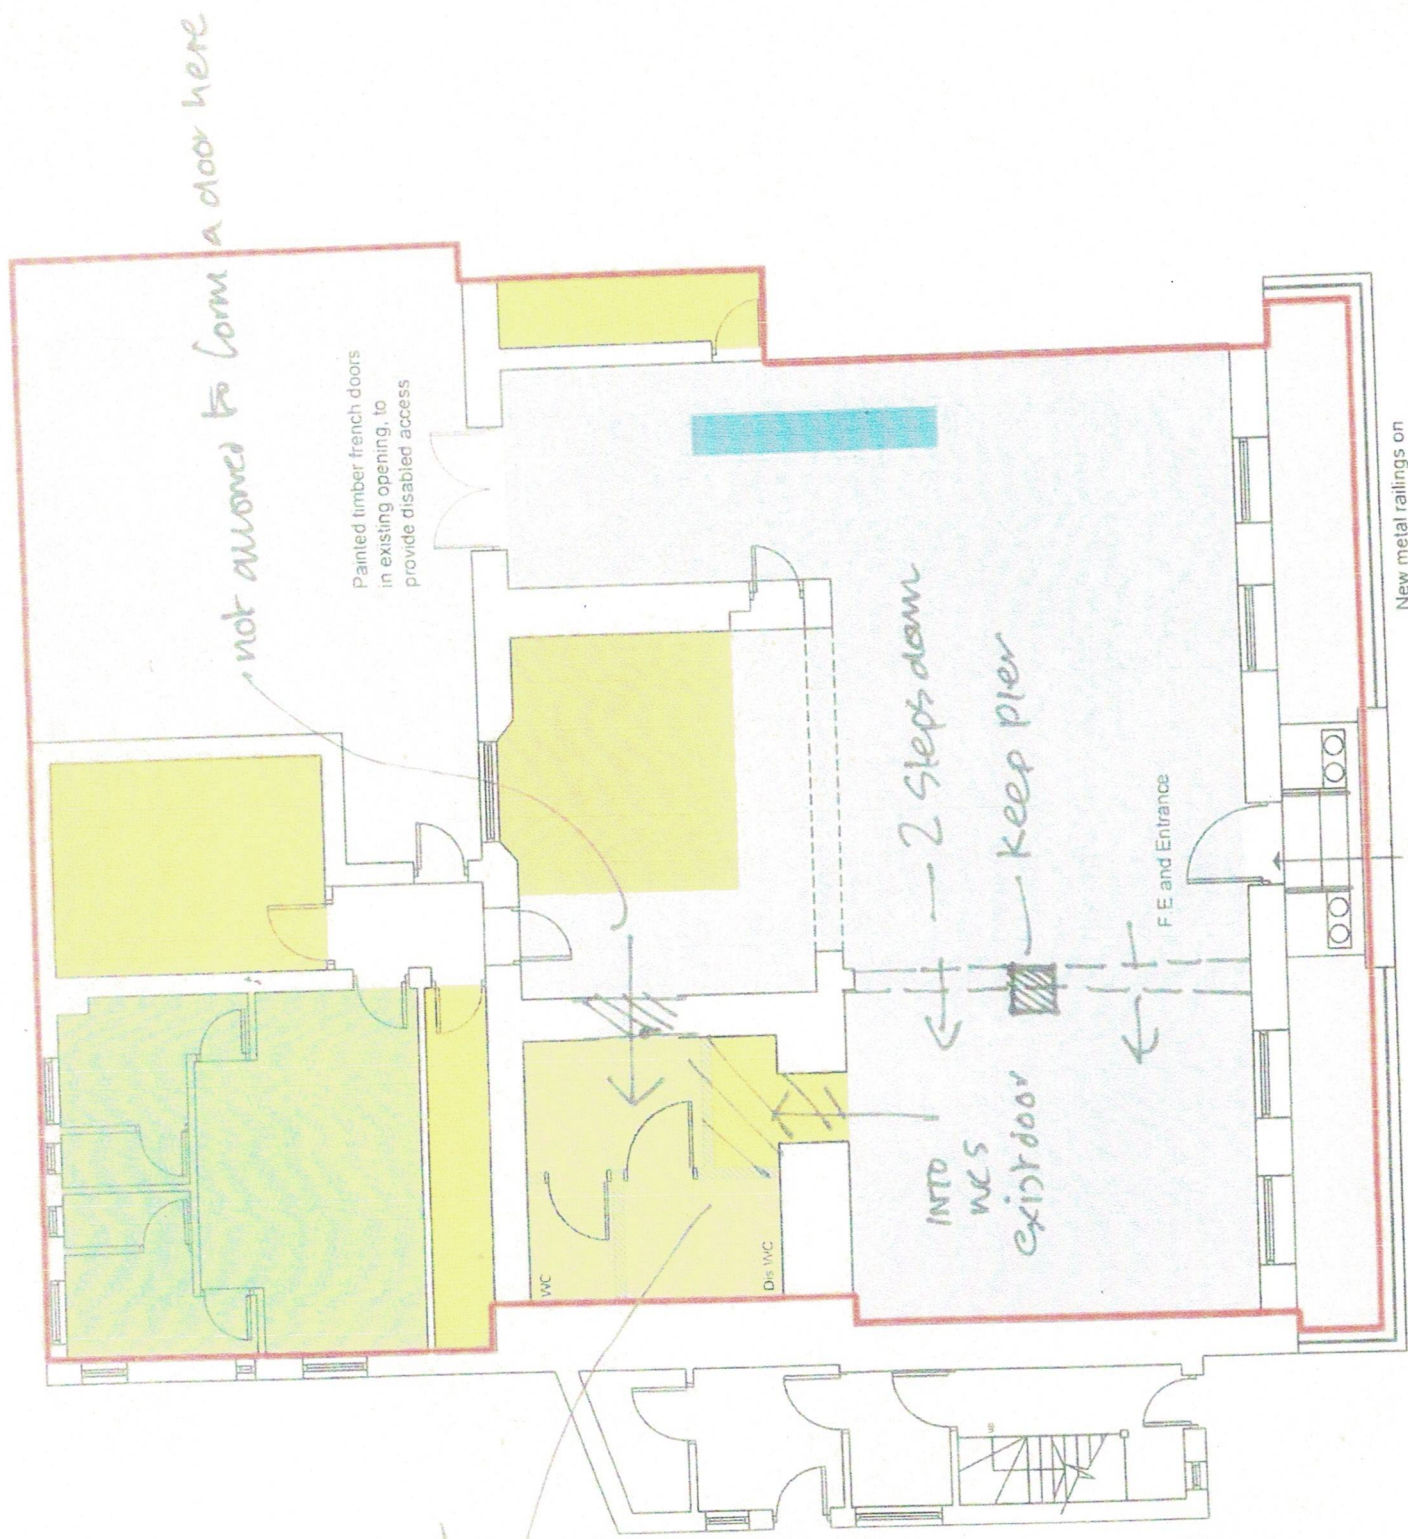 not allowed to form a door here
Painted timber french doors
in existing opening, to
provide disabled access
2 steps down
keep pier
F E and Entrance
INTO
WCS
exist door
WC
Dis WC
New metal railings on